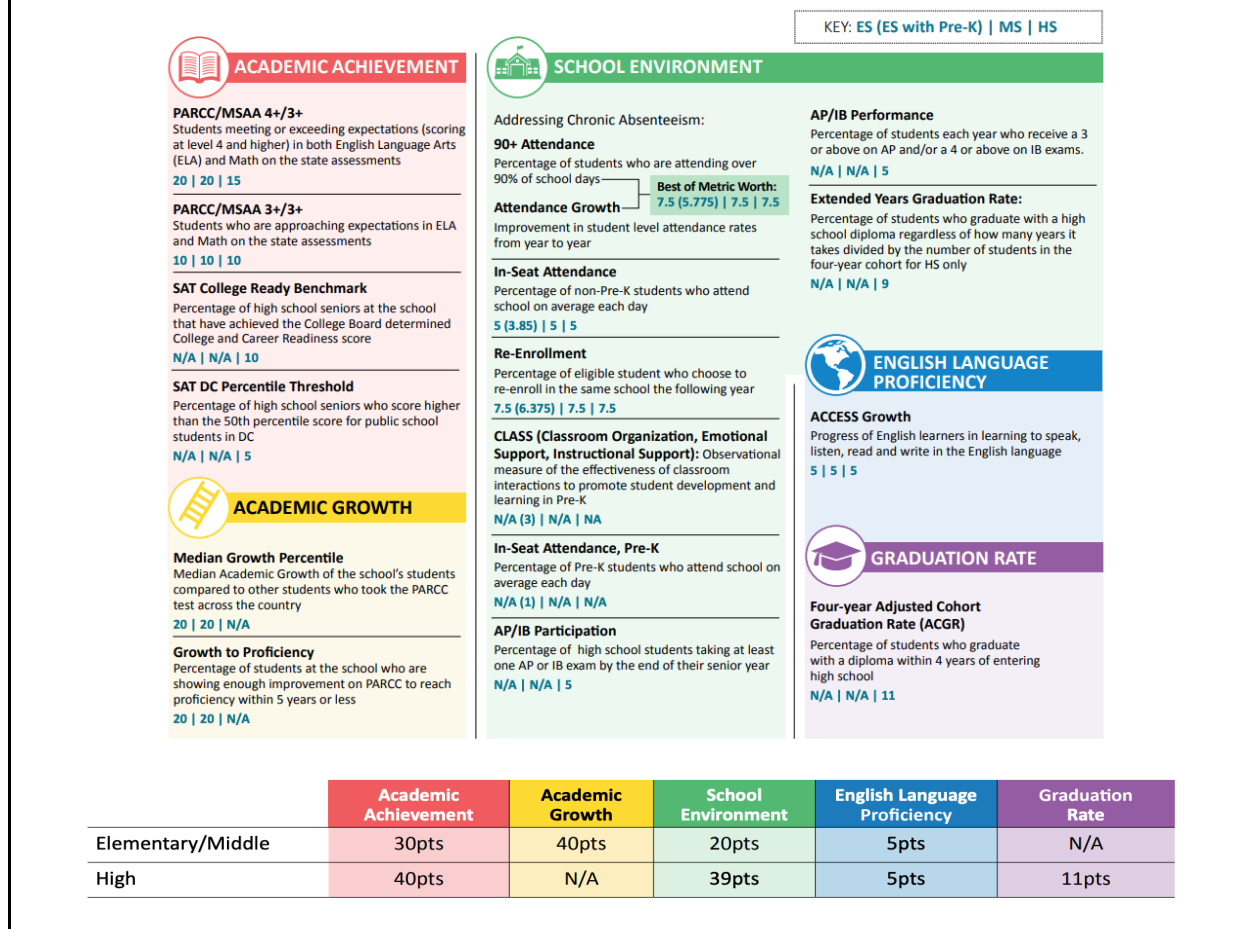 KEY: ES (ES with Pre-K) | MS | HS
ACADEMIC ACHIEVEMENT
PARCC/MSAA 4+/3+
Students meeting or exceeding expectations (scoring
at level 4 and higher) in both English Language Arts
(ELA) and Math on the state assessments
20 | 20 | 15
PARCC/MSAA 3+/3+
Students who are approaching expectations in ELA
and Math on the state assessments
10 | 10 | 10
SAT College Ready Benchmark
Percentage of high school seniors at the school
that have achieved the College Board determined
College and Career Readiness score
N/A | N/A | 10
SAT DC Percentile Threshold
Percentage of high school seniors who score higher
than the 50th percentile score for public school
students in DC
N/A | N/A | 5
ACADEMIC GROWTH
Median Growth Percentile
Median Academic Growth of the school's students
compared to other students who took the PARCC
test across the country
20 | 20 | N/A
Growth to Proficiency
Percentage of students at the school who are
showing enough improvement on PARCC to reach
proficiency within 5 years or less
20 | 20 | N/A
SCHOOL ENVIRONMENT
Addressing Chronic Absenteeism:
90+ Attendance
Percentage of students who are attending over
90% of school days
Best of Metric Worth:
7.5 (5.775) | 7.5 | 7.5
Attendance Growth
Improvement in student level attendance rates
from year to year
In-Seat Attendance
Percentage of non-Pre-K students who attend
school on average each day
5 (3.85) | 5 | 5
Re-Enrollment
Percentage of eligible student who choose to
re-enroll in the same school the following year
7.5 (6.375) | 7.5 | 7.5
CLASS (Classroom Organization, Emotional
Support, Instructional Support): Observational
measure of the effectiveness of classroom
interactions to promote student development and
learning in Pre-K
N/A (3) | N/A | NA
In-Seat Attendance, Pre-K
Percentage of Pre-K students who attend school on
average each day
N/A (1) | N/A | N/A
AP/IB Participation
Percentage of high school students taking at least
one AP or IB exam by the end of their senior year
N/A | N/A | 5
AP/IB Performance
Percentage of students each year who receive a 3
or above on AP and/or a 4 or above on IB exams.
N/A | N/A | 5
Extended Years Graduation Rate:
Percentage of students who graduate with a high
school diploma regardless of how many years it
takes divided by the number of students in the
four-year cohort for HS only
N/A | N/A | 9
ENGLISH LANGUAGE
PROFICIENCY
ACCESS Growth
Progress of English learners in learning to speak,
listen, read and write in the English language
5 | 5 | 5
GRADUATION RATE
Four-year Adjusted Cohort
Graduation Rate (ACGR)
Percentage of students who graduate
with a diploma within 4 years of entering
high school
N/A | N/A | 11
Academic Achievement Academic Growth School Environment English Language Proficiency Graduation Rate
Elementary/Middle 30pts 40pts 20pts 5pts N/A
High 40pts N/A 39pts 5pts 11pts